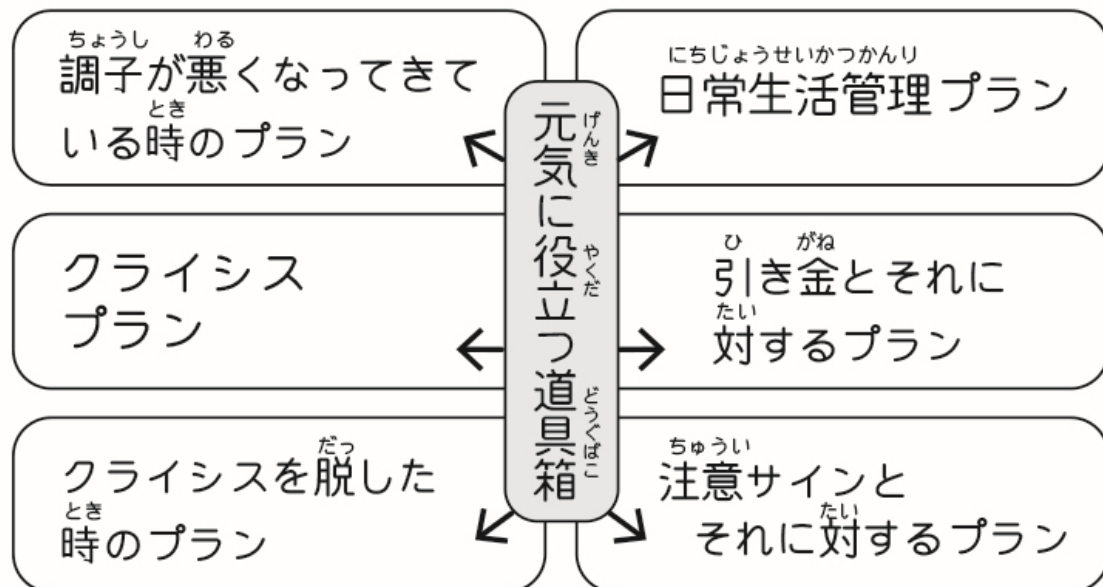 元気に役立つ道具箱
げんき
やくだ
どうぐばこ
にちじょうせいかつかんり
日常生活管理プラン
ひ がね
引き金とそれに
たい
対するプラン
ちゅうい
注意サインと
たい
それに対するプラン
ちょうし わる
調子が悪くなってきて
とき
いる時のプラン
クライシス
プラン
だっ
クライシスを脱した
とき
時のプラン